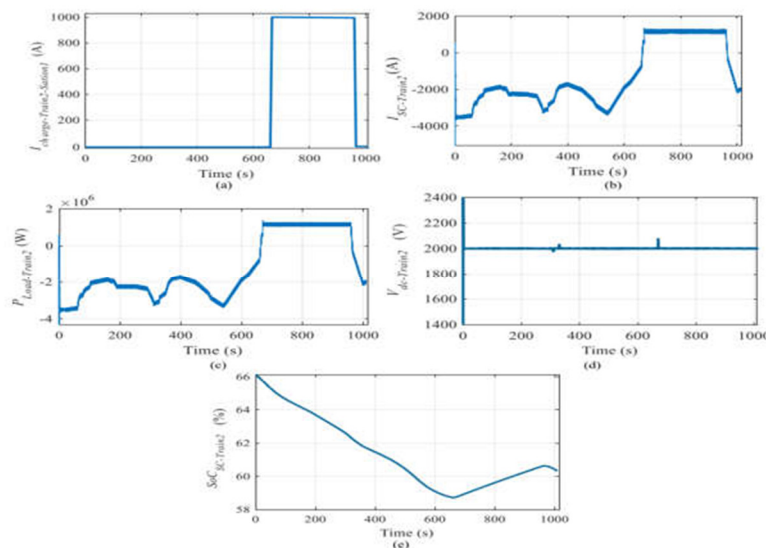 I charge-Train2-Sation1 (A)
1000
800
600
400
200
0
0 200 400 600 800 1000
Time (s)
(a)
I SC-Train2 (A)
2000
0
-2000
-4000
0 200 400 600 800 1000
Time (s)
(b)
× 10⁶
P Load-Train2 (W)
2
0
-2
-4
0 200 400 600 800 1000
Time (s)
(c)
V dc-Train2 (V)
2400
2200
2000
1800
1600
1400
0 200 400 600 800 1000
Time (s)
(d)
SoC SC-Train2 (%)
66
64
62
60
58
0 200 400 600 800 1000
Time (s)
(e)